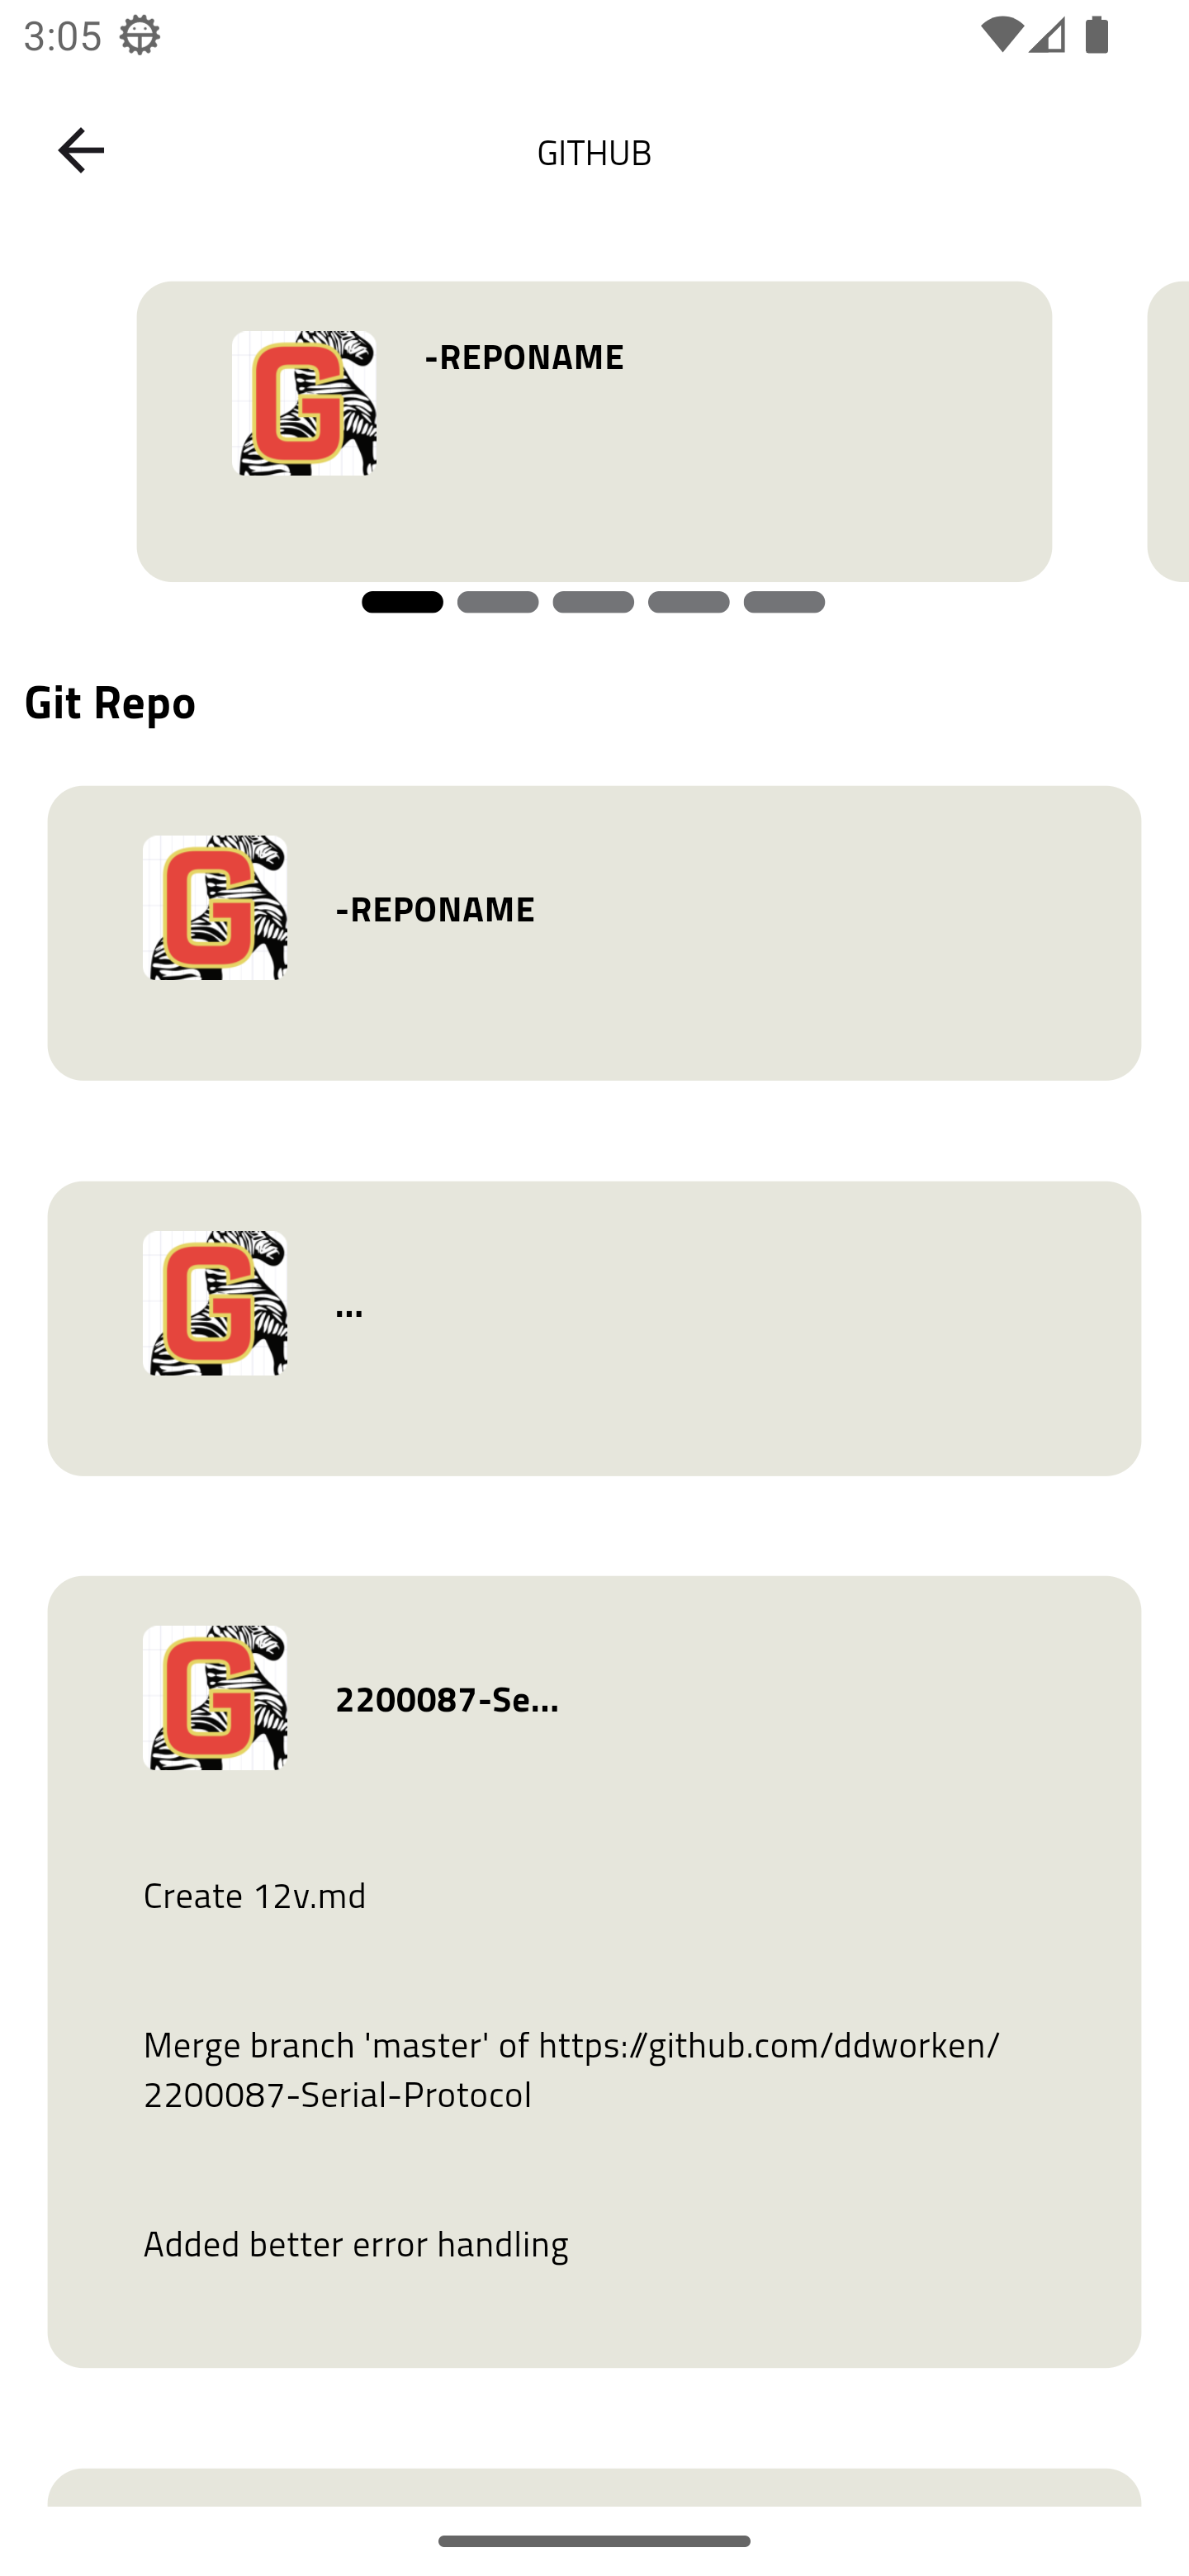 3:05
GITHUB
G
-REPONAME
Git Repo
G
-REPONAME
G
...
G
2200087-Se...
Create 12v.md
Merge branch 'master' of https://github.com/ddworken/
2200087-Serial-Protocol
Added better error handling